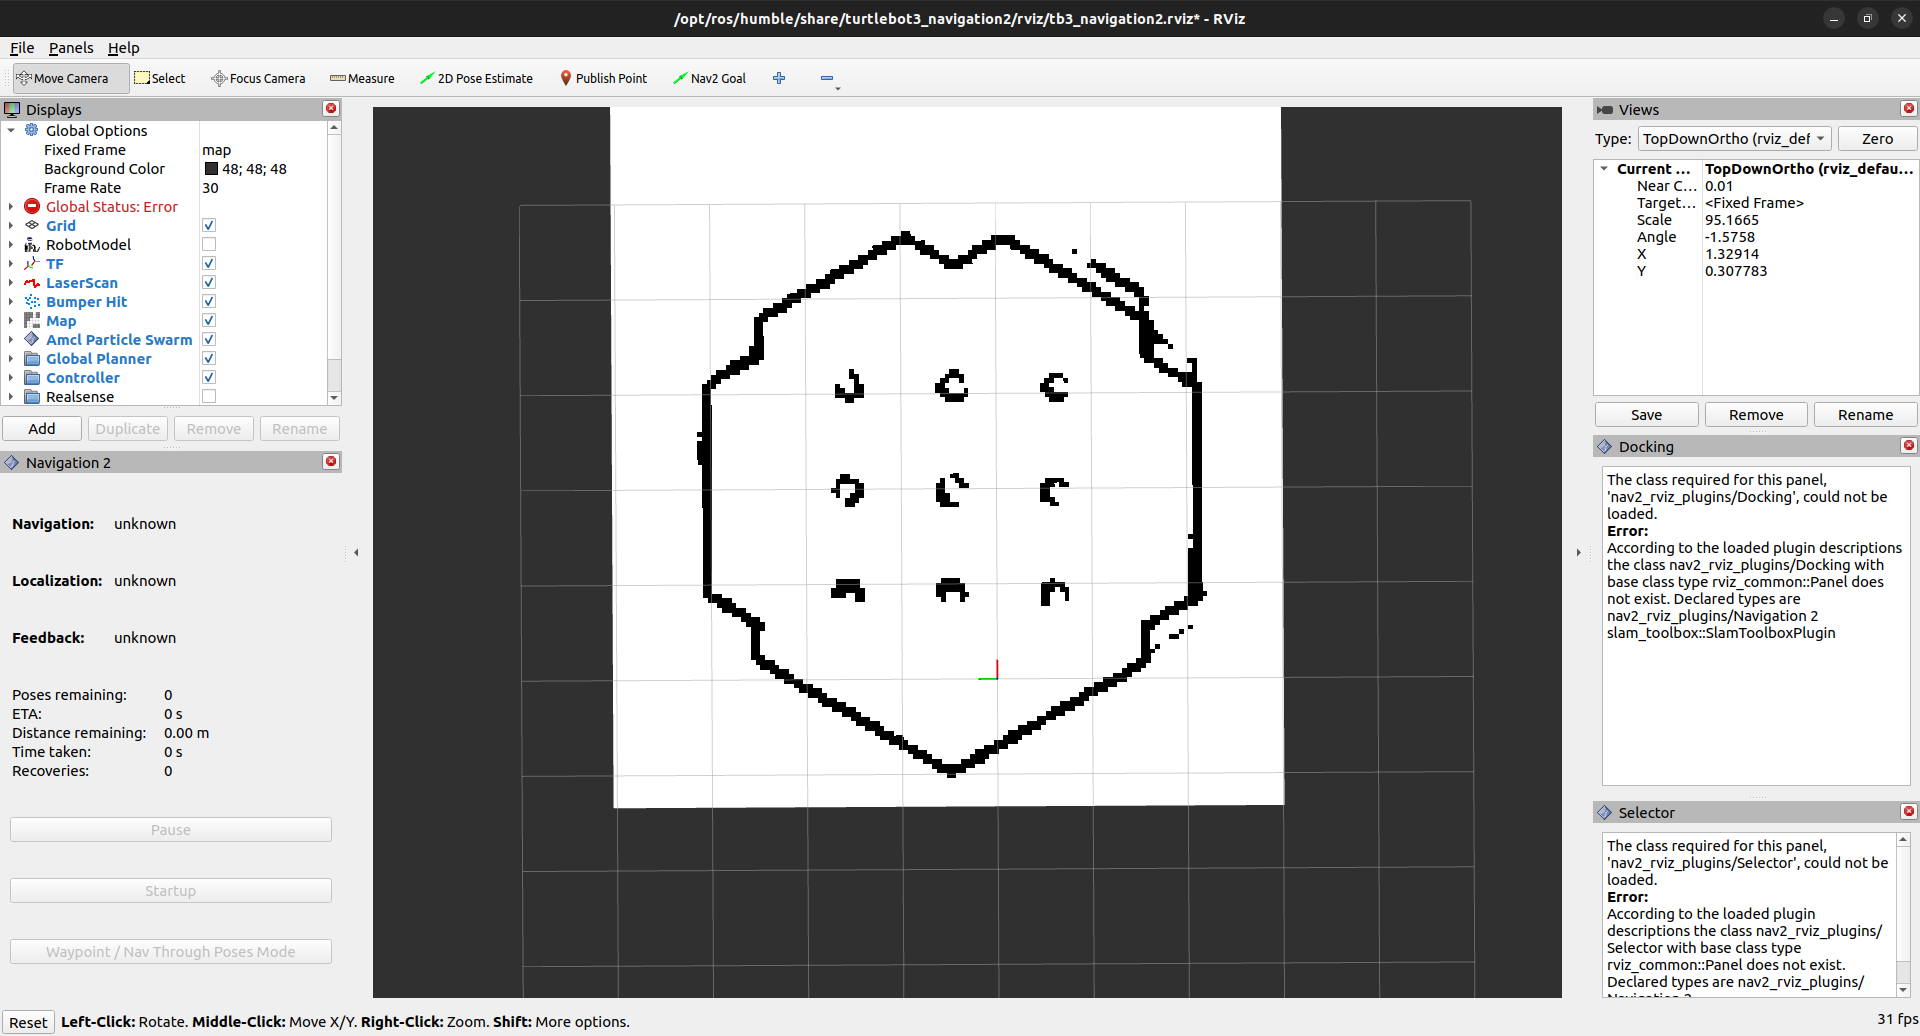 /opt/ros/humble/share/turtlebot3_navigation2/rviz/tb3_navigation2.rviz* - RViz
File Panels Help
Move Camera Select Focus Camera Measure 2D Pose Estimate Publish Point Nav2 Goal
Displays
Global Options
Fixed Frame map
Background Color 48; 48; 48
Frame Rate 30
Global Status: Error
Grid
RobotModel
TF
LaserScan
Bumper Hit
Map
Amcl Particle Swarm
Global Planner
Controller
Realsense
Add Duplicate Remove Rename
Navigation 2
Navigation: unknown
Localization: unknown
Feedback: unknown
Poses remaining: 0
ETA: 0 s
Distance remaining: 0.00 m
Time taken: 0 s
Recoveries: 0
Pause
Startup
Waypoint / Nav Through Poses Mode
Views
Type: TopDownOrtho (rviz_def Zero
Current ... TopDownOrtho (rviz_defau...
Near C... 0.01
Target... <Fixed Frame>
Scale 95.1665
Angle -1.5758
X 1.32914
Y 0.307783
Save Remove Rename
Docking
The class required for this panel,
'nav2_rviz_plugins/Docking', could not be
loaded.
Error:
According to the loaded plugin descriptions
the class nav2_rviz_plugins/Docking with
base class type rviz_common::Panel does
not exist. Declared types are
nav2_rviz_plugins/Navigation 2
slam_toolbox::SlamToolboxPlugin
Selector
The class required for this panel,
'nav2_rviz_plugins/Selector', could not be
loaded.
Error:
According to the loaded plugin
descriptions the class nav2_rviz_plugins/
Selector with base class type
rviz_common::Panel does not exist.
Declared types are nav2_rviz_plugins/
Navigation 2
Reset Left-Click: Rotate. Middle-Click: Move X/Y. Right-Click: Zoom. Shift: More options. 31 fps